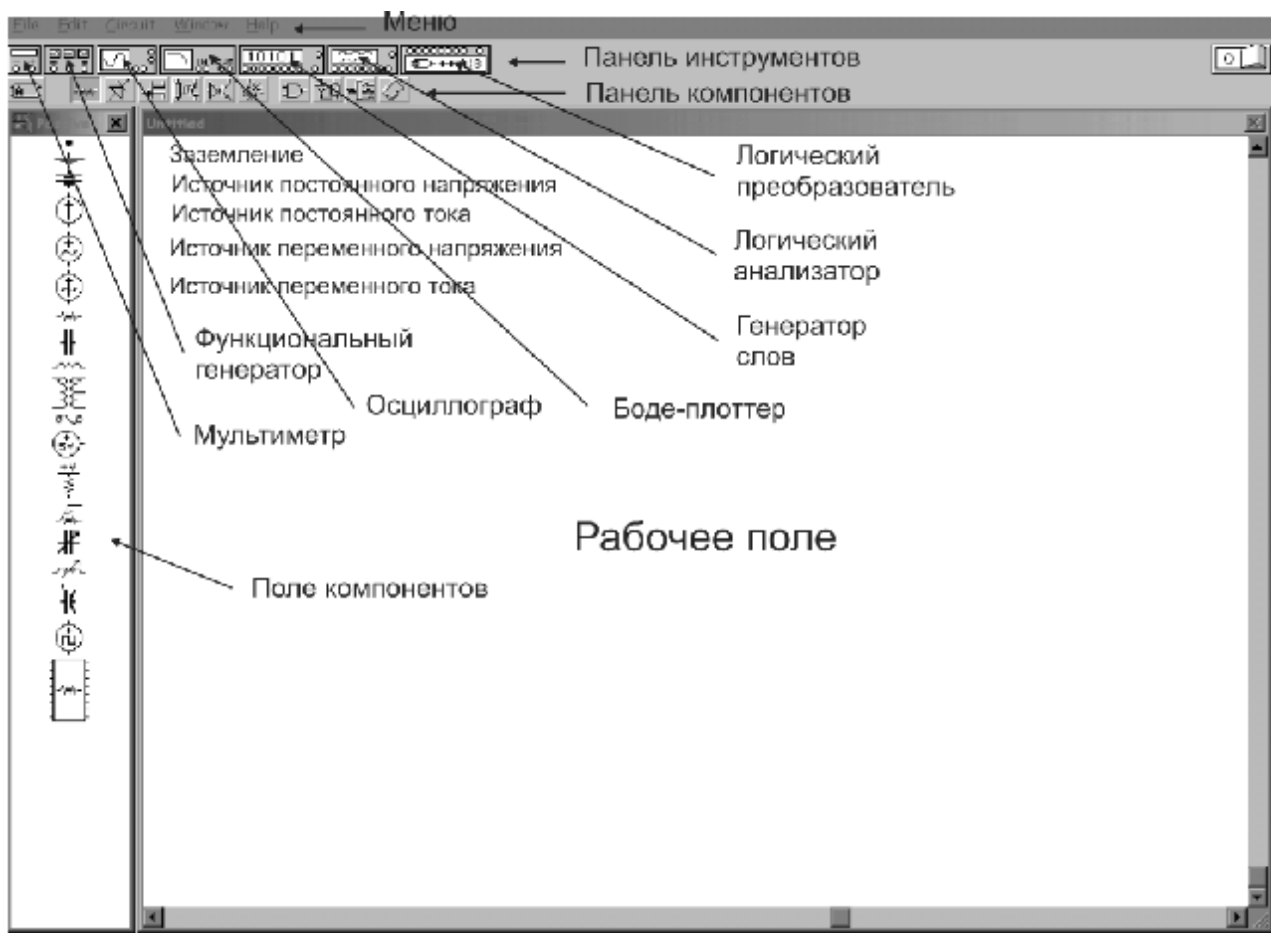 File Edit Circuit Window Help Меню
Панель инструментов
Панель компонентов
Untitled
Заземление
Источник постоянного напряжения
Источник постоянного тока
Источник переменного напряжения
Источник переменного тока
Логический
преобразователь
Логический
анализатор
Генератор
слов
Функциональный
генератор
Осциллограф
Боде-плоттер
Мультиметр
Рабочее поле
Поле компонентов